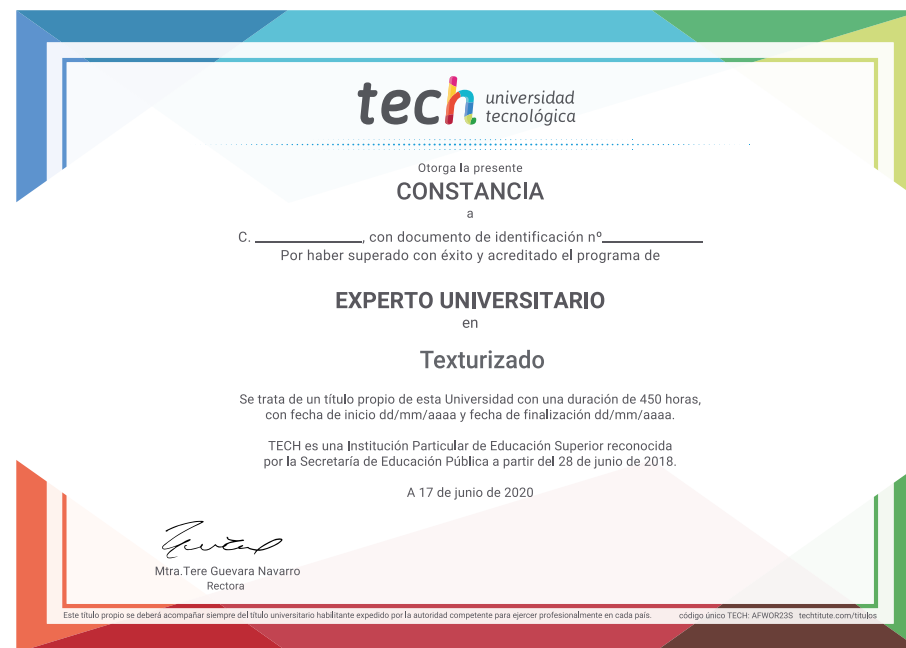 tech universidad
tecnológica
Otorga la presente
CONSTANCIA
a
C. ______________, con documento de identificación nº______________
Por haber superado con éxito y acreditado el programa de
EXPERTO UNIVERSITARIO
en
Texturizado
Se trata de un título propio de esta Universidad con una duración de 450 horas,
con fecha de inicio dd/mm/aaaa y fecha de finalización dd/mm/aaaa.
TECH es una Institución Particular de Educación Superior reconocida
por la Secretaría de Educación Pública a partir del 28 de junio de 2018.
A 17 de junio de 2020
Mtra.Tere Guevara Navarro
Rectora
Este título propio se deberá acompañar siempre del título universitario habilitante expedido por la autoridad competente para ejercer profesionalmente en cada país. código único TECH: AFWOR23S techtitute.com/titulos